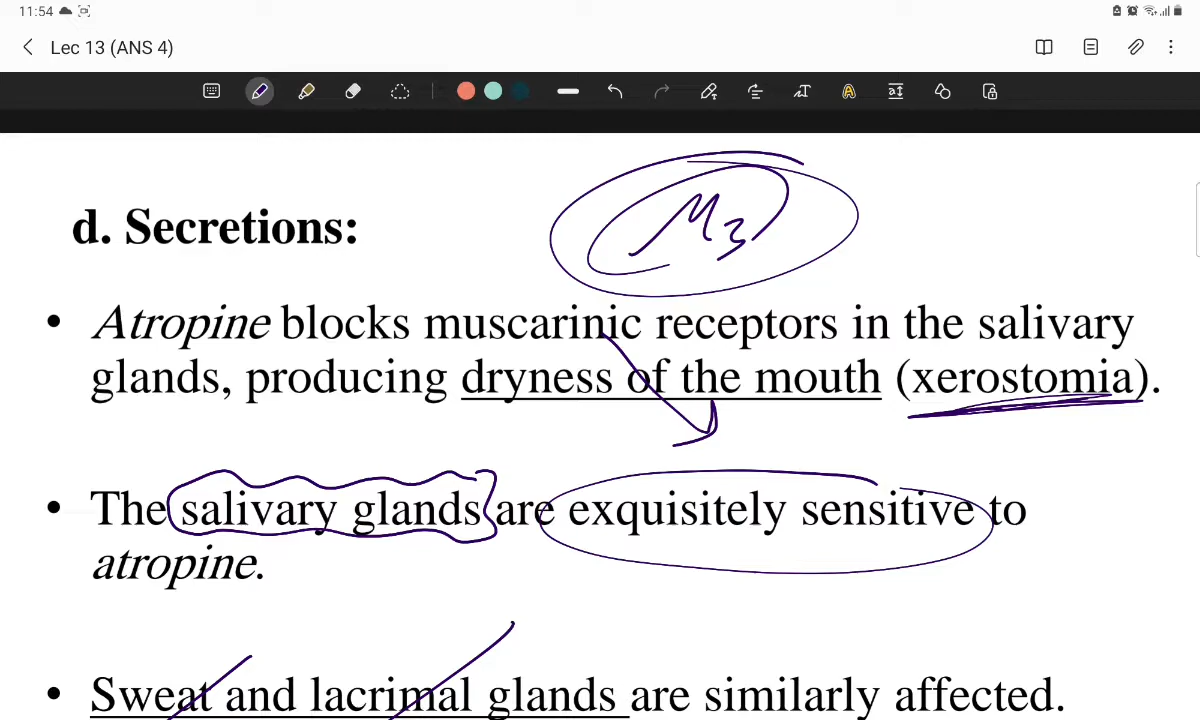 11:54
Lec 13 (ANS 4)
M3
d. Secretions:
• Atropine blocks muscarinic receptors in the salivary
glands, producing dryness of the mouth (xerostomia).
• The salivary glands are exquisitely sensitive to
atropine.
• Sweat and lacrimal glands are similarly affected.